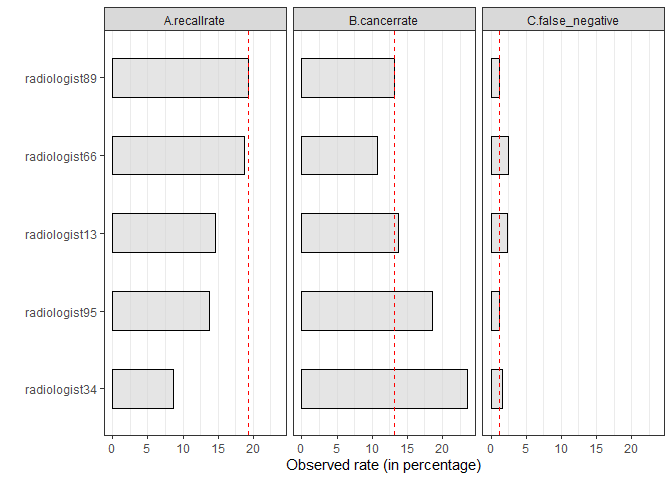 A.recallrate B.cancerrate C.false_negative
radiologist89
radiologist66
radiologist13
radiologist95
radiologist34
0 5 10 15 20 0 5 10 15 20 0 5 10 15 20
Observed rate (in percentage)